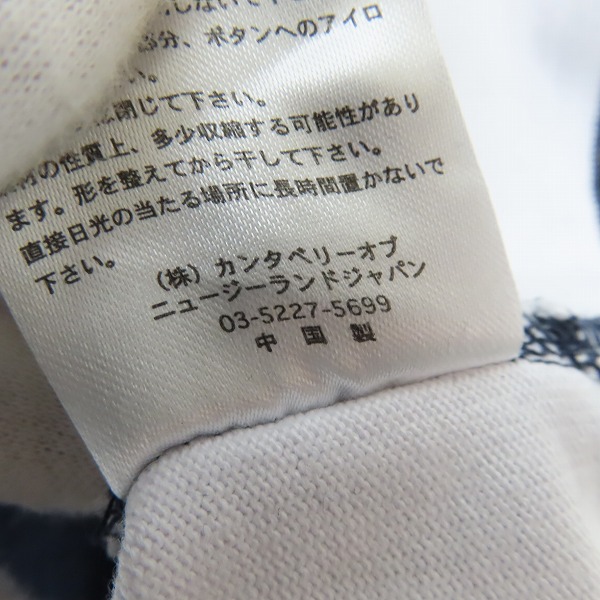 しないで下さい
部分、ボタンへのアイロ
い。
閉じて下さい。
の性質上、多少収縮する可能性があり
ます。形を整えてから干して下さい。
直接日光の当たる場所に長時間置かないで
下さい。
（株）カンタベリーオブ
ニュージーランドジャパン
03-5227-5699
中国製